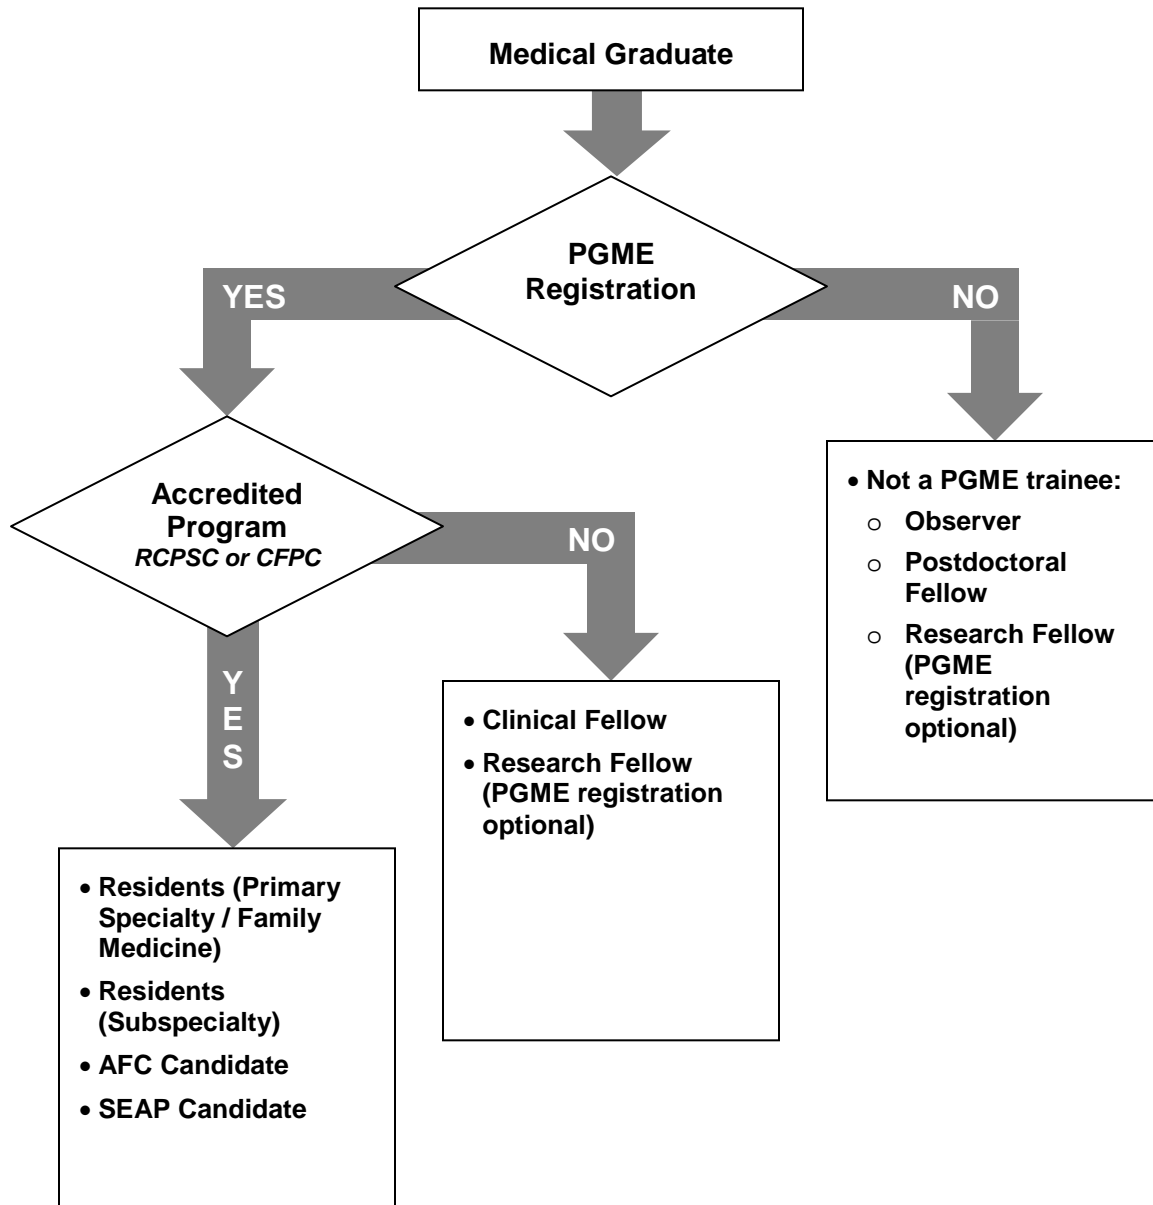 Medical Graduate
PGME
Registration
YES
NO
Accredited
Program
RCPSC or CFPC
NO
YES
• Not a PGME trainee:
o Observer
o Postdoctoral
Fellow
o Research Fellow
(PGME
registration
optional)
• Clinical Fellow
• Research Fellow
(PGME registration
optional)
• Residents (Primary
Specialty / Family
Medicine)
• Residents
(Subspecialty)
• AFC Candidate
• SEAP Candidate